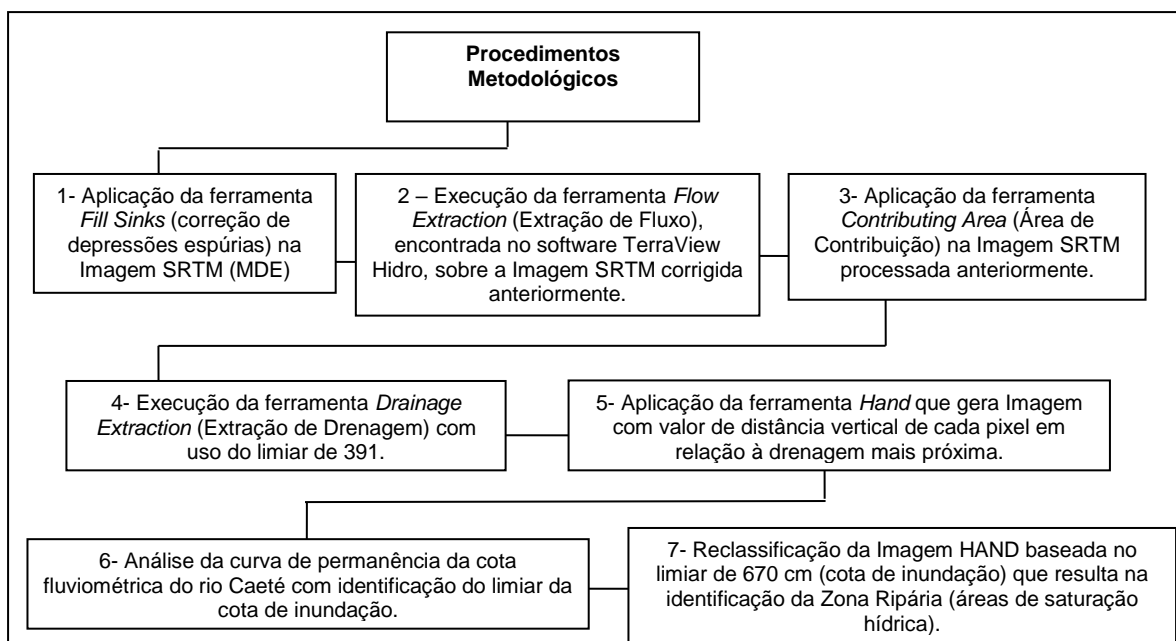 Procedimentos
Metodológicos
1- Aplicação da ferramenta
Fill Sinks (correção de
depressões espúrias) na
Imagem SRTM (MDE)
2 – Execução da ferramenta Flow
Extraction (Extração de Fluxo),
encontrada no software TerraView
Hidro, sobre a Imagem SRTM corrigida
anteriormente.
3- Aplicação da ferramenta
Contributing Area (Área de
Contribuição) na Imagem SRTM
processada anteriormente.
4- Execução da ferramenta Drainage
Extraction (Extração de Drenagem) com
uso do limiar de 391.
5- Aplicação da ferramenta Hand que gera Imagem
com valor de distância vertical de cada pixel em
relação à drenagem mais próxima.
6- Análise da curva de permanência da cota
fluviométrica do rio Caeté com identificação do limiar da
cota de inundação.
7- Reclassificação da Imagem HAND baseada no
limiar de 670 cm (cota de inundação) que resulta na
identificação da Zona Ripária (áreas de saturação
hídrica).